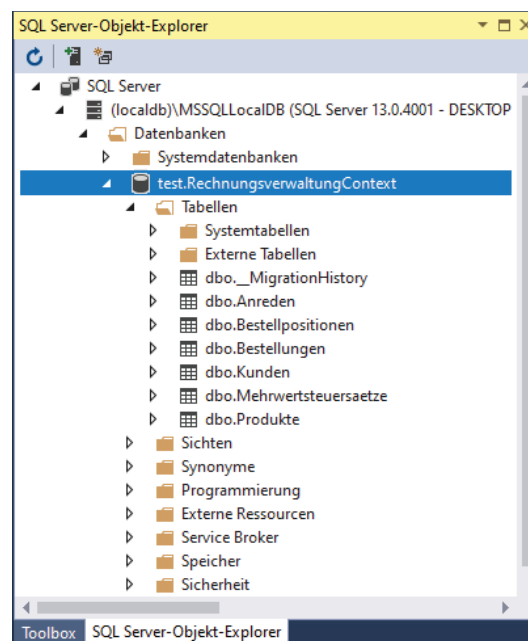 SQL Server-Objekt-Explorer
SQL Server
(localdb)\MSSQLLocalDB (SQL Server 13.0.4001 - DESKTOP
Datenbanken
Systemdatenbanken
test.RechnungsverwaltungContext
Tabellen
Systemtabellen
Externe Tabellen
dbo.__MigrationHistory
dbo.Anreden
dbo.Bestellpositionen
dbo.Bestellungen
dbo.Kunden
dbo.Mehrwertsteuersaetze
dbo.Produkte
Sichten
Synonyme
Programmierung
Externe Ressourcen
Service Broker
Speicher
Sicherheit
Toolbox SQL Server-Objekt-Explorer